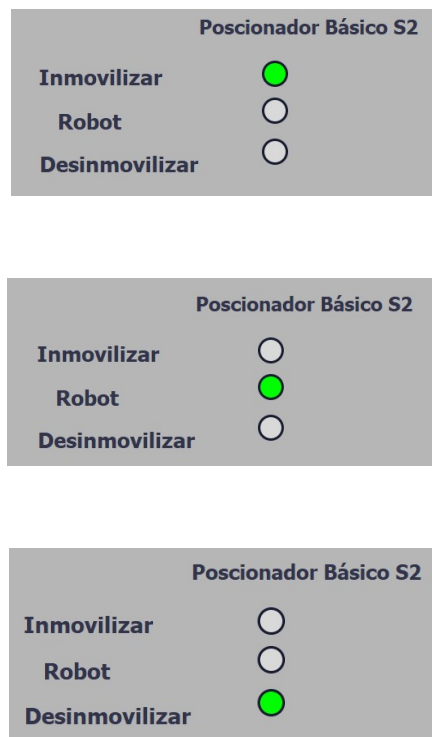 Poscionador Básico S2
Inmovilizar
Robot
Desinmovilizar
Poscionador Básico S2
Inmovilizar
Robot
Desinmovilizar
Poscionador Básico S2
Inmovilizar
Robot
Desinmovilizar